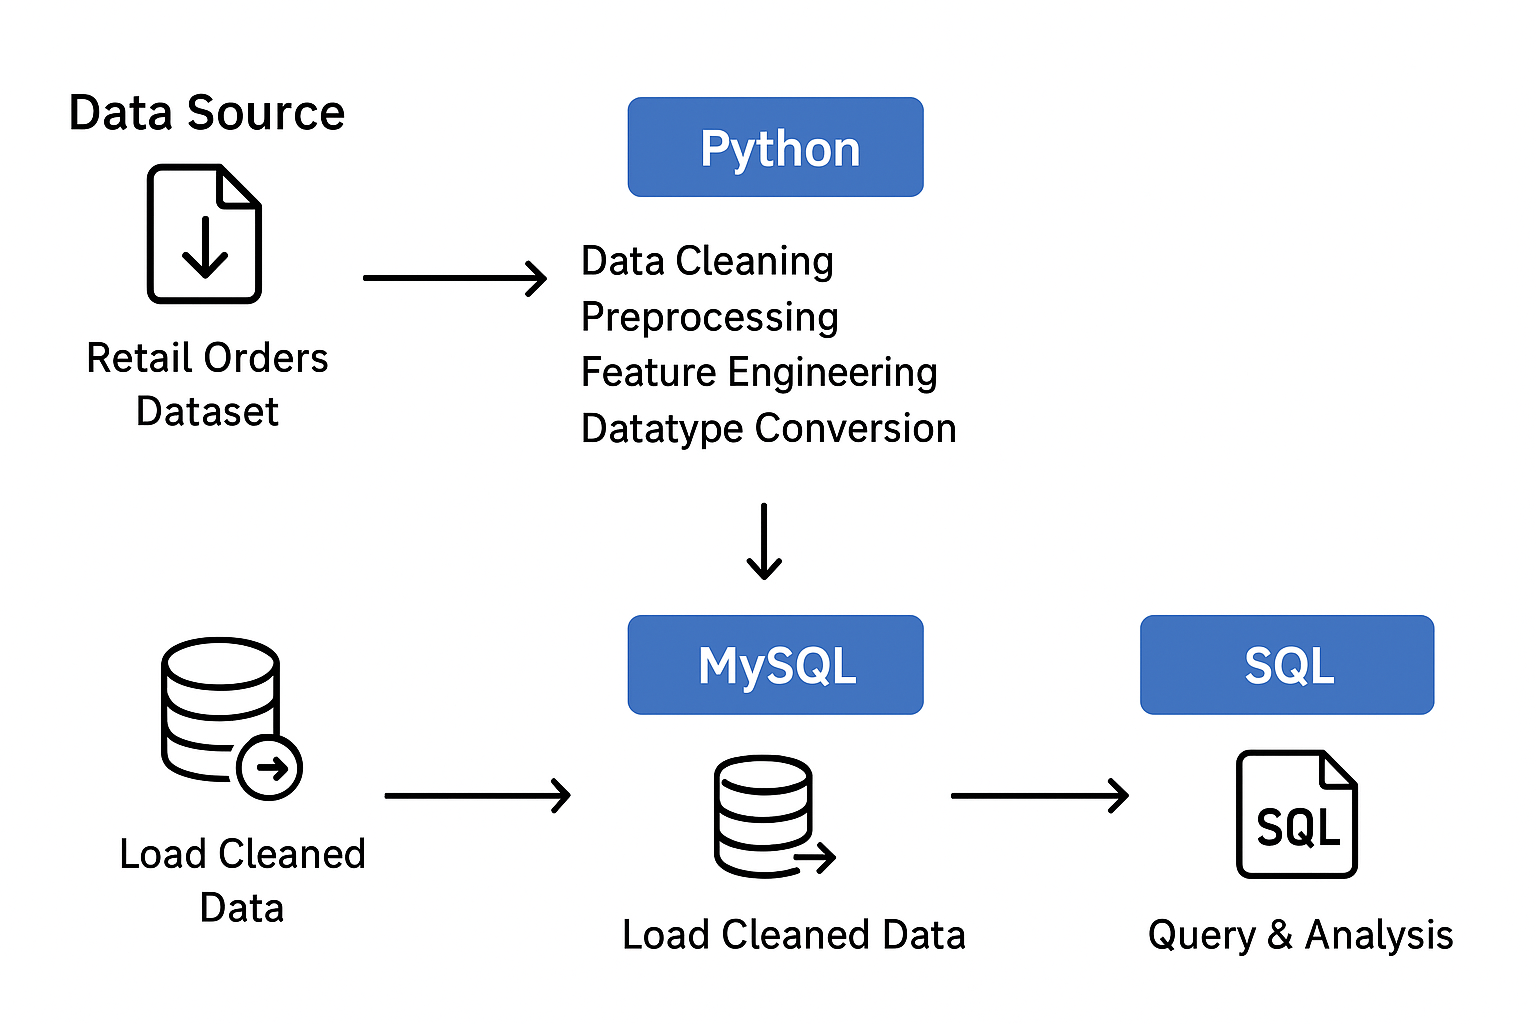 Data Source
Retail Orders
Dataset
Python
Data Cleaning
Preprocessing
Feature Engineering
Datatype Conversion
Load Cleaned
Data
MySQL
Load Cleaned Data
SQL
SQL
Query & Analysis